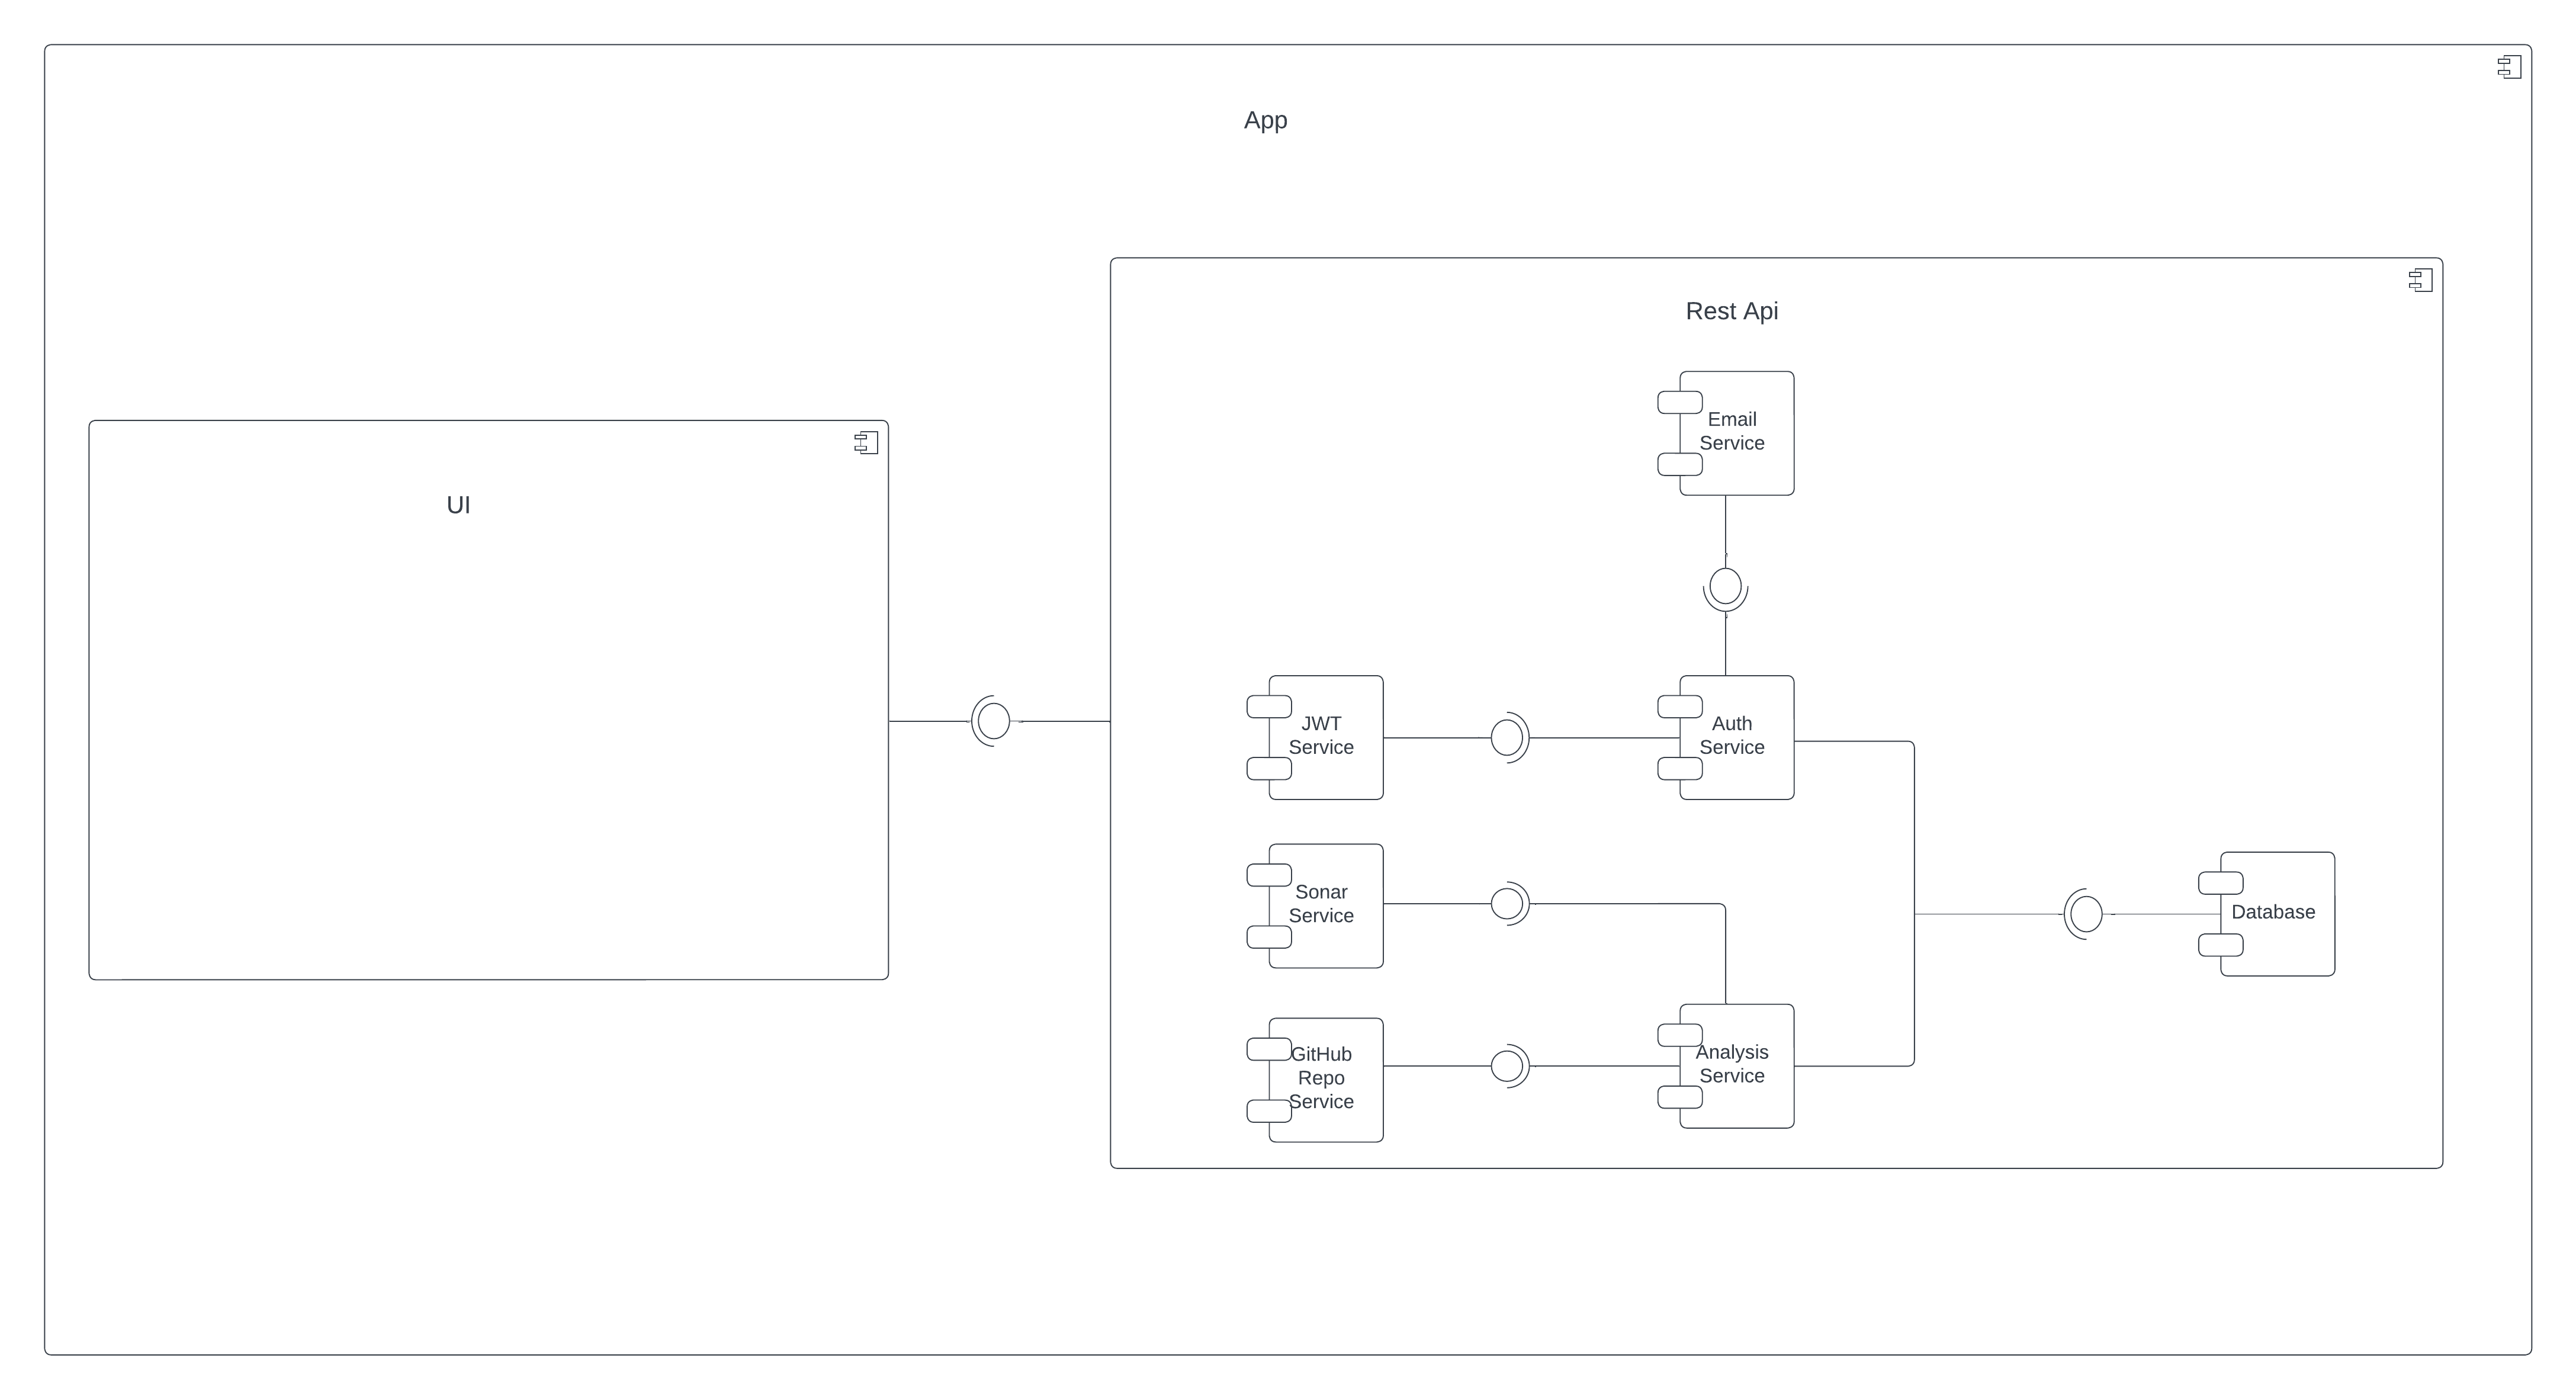 App
Rest Api
Email
Service
UI
JWT
Service
Auth
Service
Sonar
Service
Database
GitHub
Repo
Service
Analysis
Service